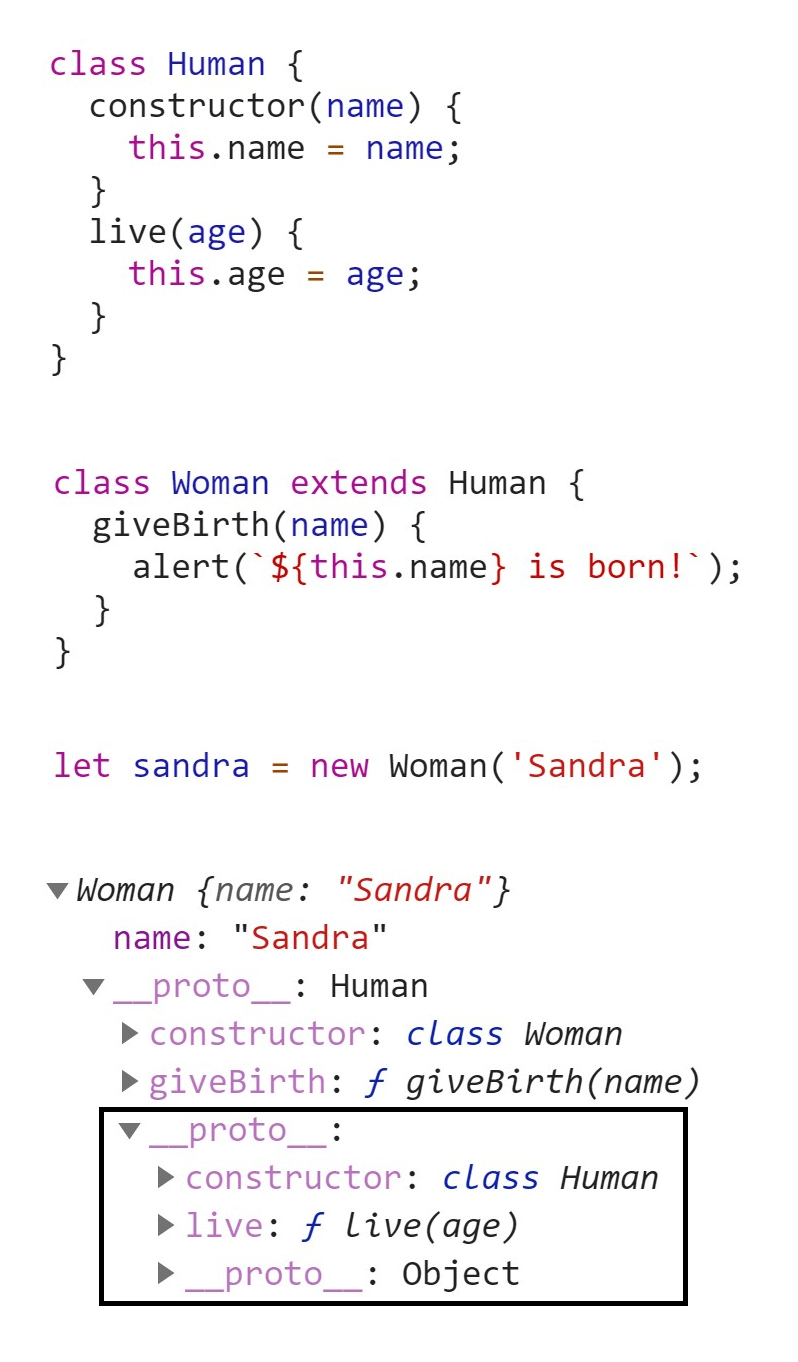 class Human {
constructor(name) {
this.name = name;
}
live(age) {
this.age = age;
}
}
class Woman extends Human {
giveBirth(name) {
alert(`${this.name} is born!`);
}
}
let sandra = new Woman('Sandra');
Woman {name: "Sandra"}
name: "Sandra"
__proto__: Human
constructor: class Woman
giveBirth: ƒ giveBirth(name)
__proto__:
constructor: class Human
live: ƒ live(age)
__proto__: Object